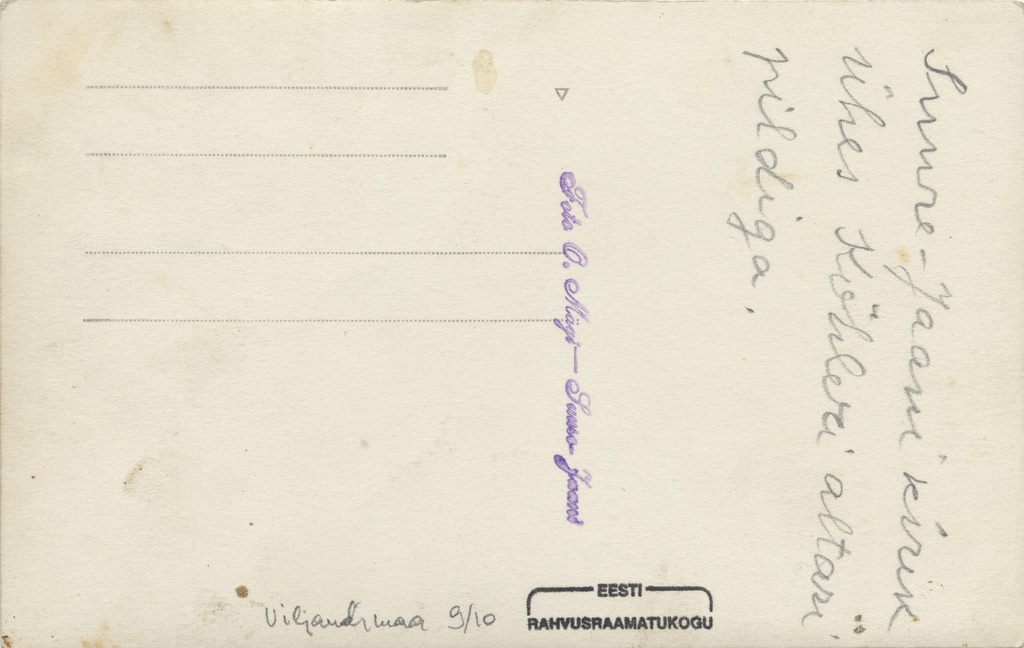 Suure-Jaani kirik
ühes Köhleri altari
pildiga.
Foto O. Mägi — Suure-Jaani
Viljandimaa 9/10
EESTI
RAHVUSRAAMATUKOGU